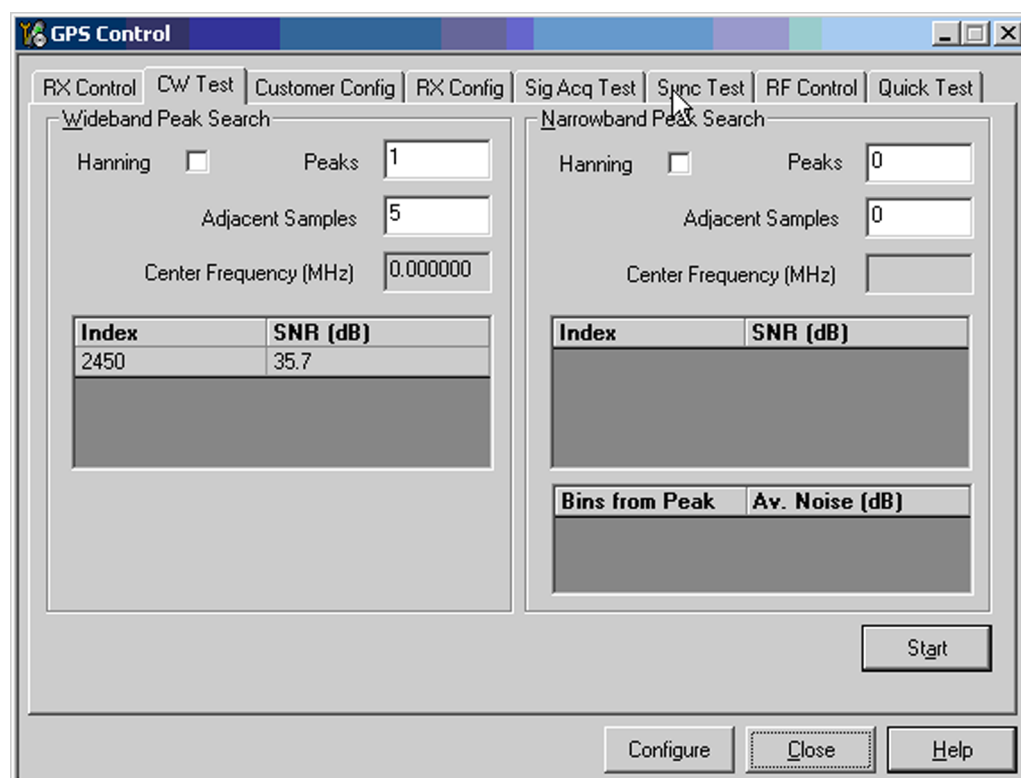 GPS Control
RX Control CW Test Customer Config RX Config Sig Acq Test Sync Test RF Control Quick Test
Wideband Peak Search
Hanning Peaks 1
Adjacent Samples 5
Center Frequency (MHz) 0.000000
Index SNR (dB)
2450 35.7
Narrowband Peak Search
Hanning Peaks 0
Adjacent Samples 0
Center Frequency (MHz)
Index SNR (dB)
Bins from Peak Av. Noise (dB)
Start
Configure Close Help